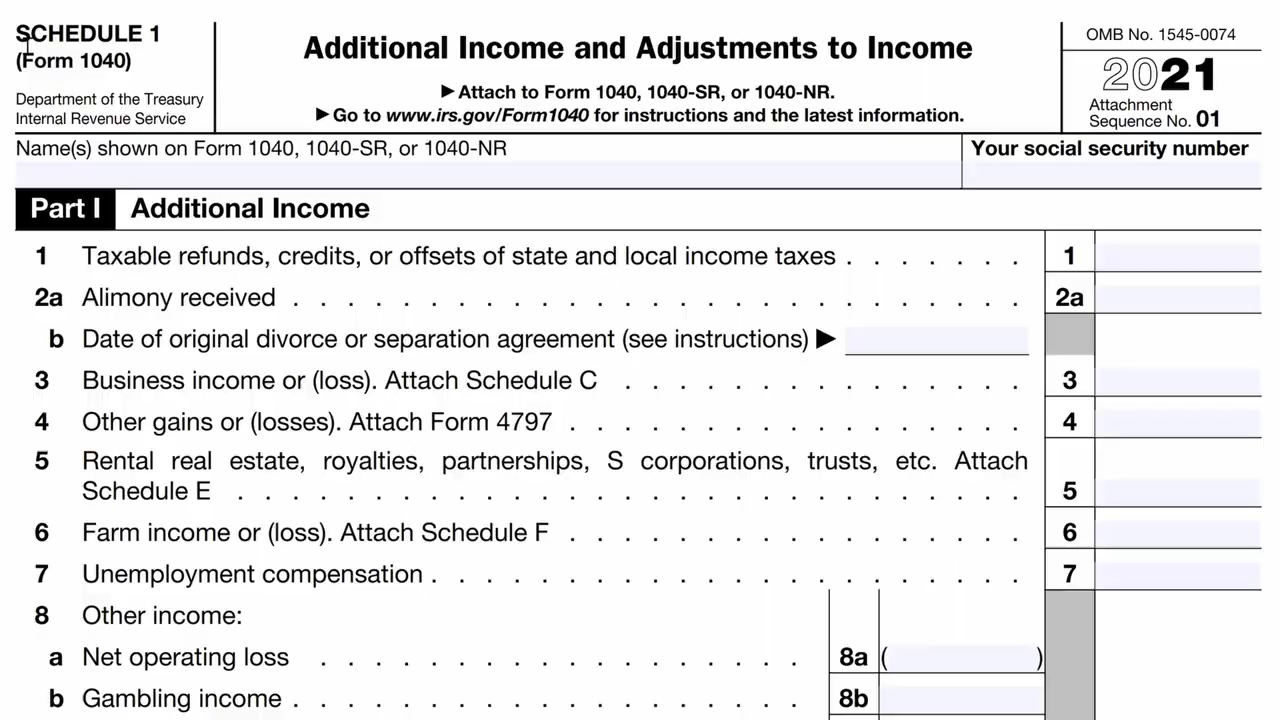 SCHEDULE 1
(Form 1040)
Department of the Treasury
Internal Revenue Service
Additional Income and Adjustments to Income
▶ Attach to Form 1040, 1040-SR, or 1040-NR.
▶ Go to www.irs.gov/Form1040 for instructions and the latest information.
OMB No. 1545-0074
2021
Attachment
Sequence No. 01
Name(s) shown on Form 1040, 1040-SR, or 1040-NR
Your social security number
Part I Additional Income
1 Taxable refunds, credits, or offsets of state and local income taxes . . . . . . . 1
2a Alimony received . . . . . . . . . . . . . . . . . . . . . . . . . . . 2a
b Date of original divorce or separation agreement (see instructions) ▶
3 Business income or (loss). Attach Schedule C . . . . . . . . . . . . . . . 3
4 Other gains or (losses). Attach Form 4797 . . . . . . . . . . . . . . . . . 4
5 Rental real estate, royalties, partnerships, S corporations, trusts, etc. Attach
Schedule E . . . . . . . . . . . . . . . . . . . . . . . . . . . . . 5
6 Farm income or (loss). Attach Schedule F . . . . . . . . . . . . . . . . . 6
7 Unemployment compensation . . . . . . . . . . . . . . . . . . . . . . 7
8 Other income:
a Net operating loss . . . . . . . . . . . . . . . . . . 8a ( )
b Gambling income . . . . . . . . . . . . . . . . . . . 8b